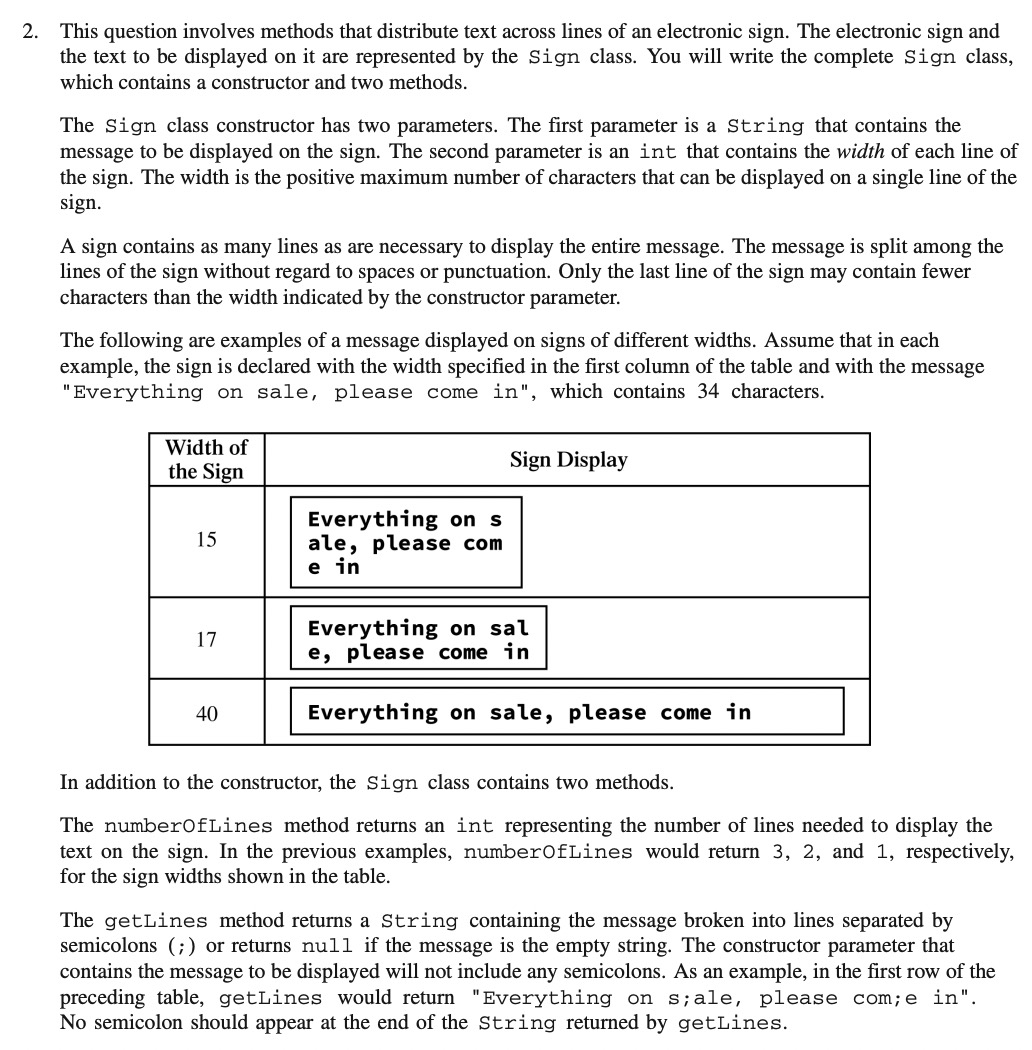 2. This question involves methods that distribute text across lines of an electronic sign. The electronic sign and
the text to be displayed on it are represented by the Sign class. You will write the complete Sign class,
which contains a constructor and two methods.
The Sign class constructor has two parameters. The first parameter is a String that contains the
message to be displayed on the sign. The second parameter is an int that contains the width of each line of
the sign. The width is the positive maximum number of characters that can be displayed on a single line of the
sign.
A sign contains as many lines as are necessary to display the entire message. The message is split among the
lines of the sign without regard to spaces or punctuation. Only the last line of the sign may contain fewer
characters than the width indicated by the constructor parameter.
The following are examples of a message displayed on signs of different widths. Assume that in each
example, the sign is declared with the width specified in the first column of the table and with the message
"Everything on sale, please come in", which contains 34 characters.
Width of
the Sign
Sign Display
15
Everything on s
ale, please com
e in
17
Everything on sal
e, please come in
40
Everything on sale, please come in
In addition to the constructor, the Sign class contains two methods.
The numberOfLines method returns an int representing the number of lines needed to display the
text on the sign. In the previous examples, numberOfLines would return 3, 2, and 1, respectively,
for the sign widths shown in the table.
The getLines method returns a String containing the message broken into lines separated by
semicolons (;) or returns null if the message is the empty string. The constructor parameter that
contains the message to be displayed will not include any semicolons. As an example, in the first row of the
preceding table, getLines would return "Everything on s;ale, please com;e in".
No semicolon should appear at the end of the String returned by getLines.